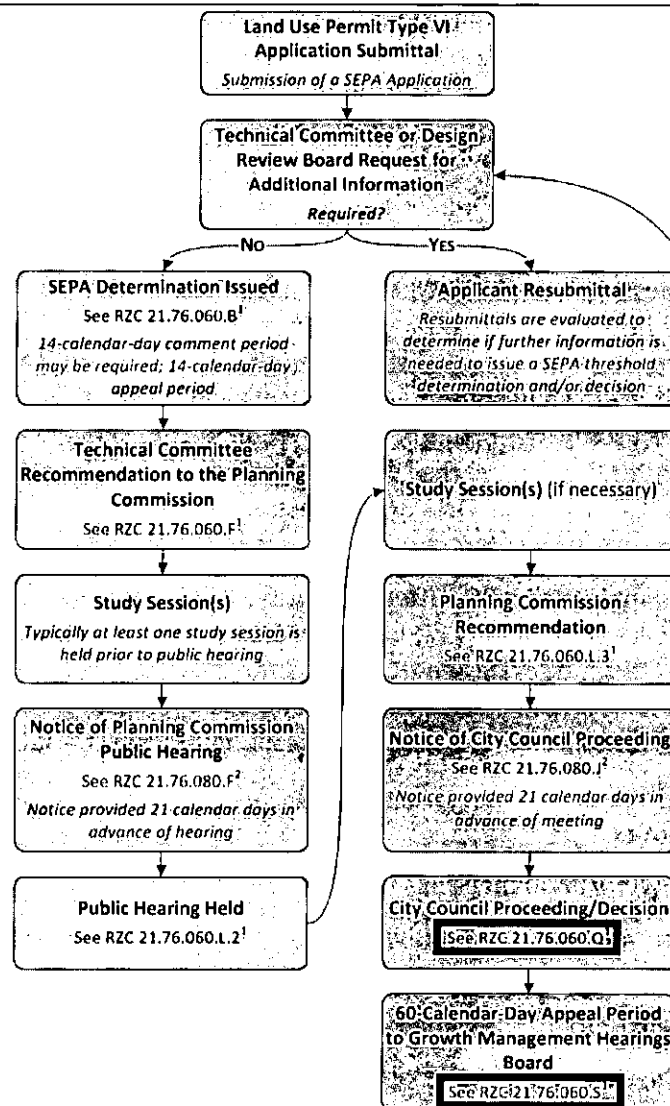 Land Use Permit Type VI
Application Submittal
Submission of a SEPA Application
Technical Committee or Design
Review Board Request for
Additional Information
Required?
NO
YES
SEPA Determination Issued
See RZC 21.76.060.B¹
14-calendar-day comment period
may be required; 14-calendar-day
appeal period
Applicant Resubmittal
Resubmittals are evaluated to
determine if further information is
needed to issue a SEPA threshold
determination and/or decision
Technical Committee
Recommendation to the Planning
Commission
See RZC 21.76.060.F¹
Study Session(s)
Typically at least one study session is
held prior to public hearing
Notice of Planning Commission
Public Hearing
See RZC 21.76.080.F²
Notice provided 21 calendar days in
advance of hearing
Public Hearing Held
See RZC 21.76.060.L.2¹
Study Session(s) (if necessary)
Planning Commission
Recommendation
See RZC 21.76.060.L.3¹
Notice of City Council Proceeding
See RZC 21.76.080.J²
Notice provided 21 calendar days in
advance of meeting
City Council Proceeding/Decision
See RZC 21.76.060.Q¹
60-Calendar-Day Appeal Period
to Growth Management Hearings
Board
See RZC 21.76.060.S¹